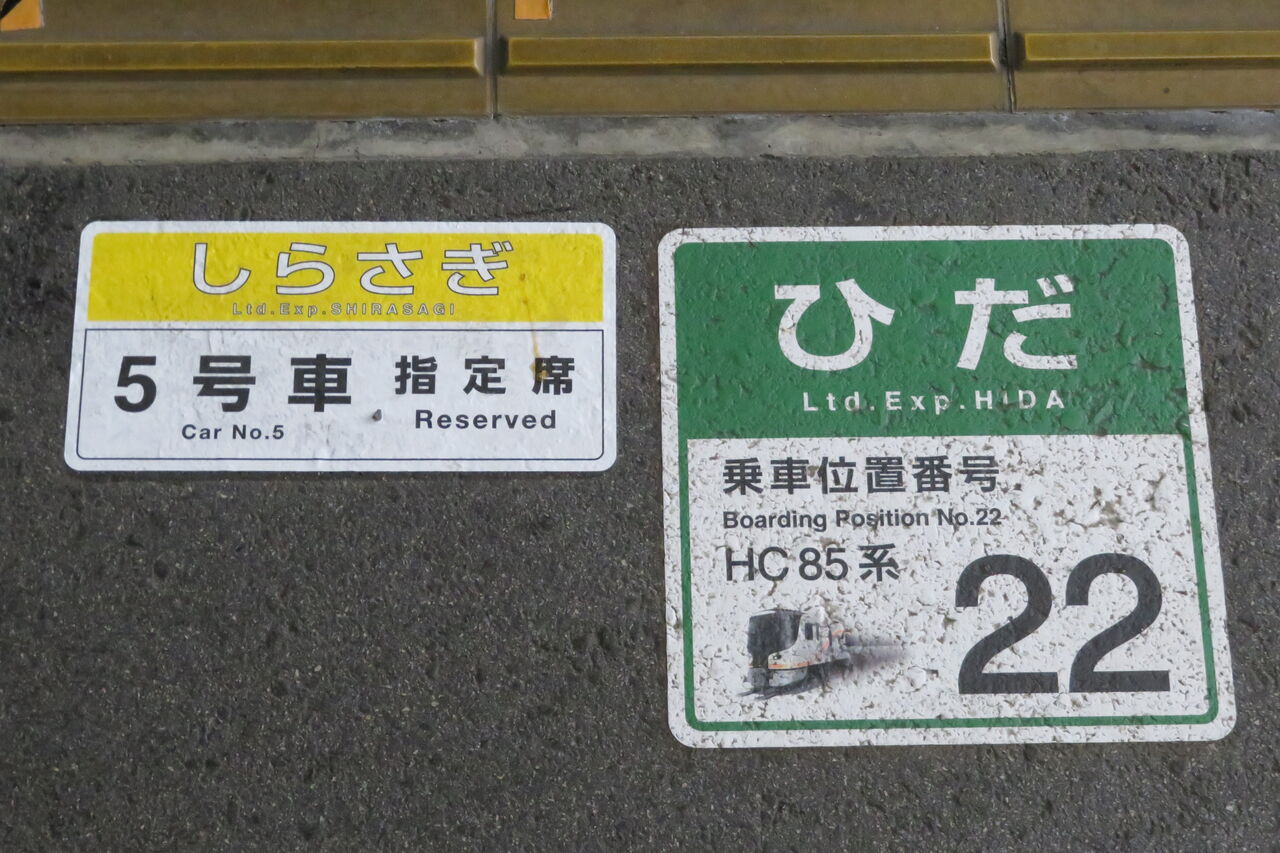 しらさぎ
Ltd.Exp.SHIRASAGI
5号車 指定席
Car No.5 Reserved
ひだ
Ltd.Exp.HIDA
乗車位置番号
Boarding Position No.22
HC85系
22